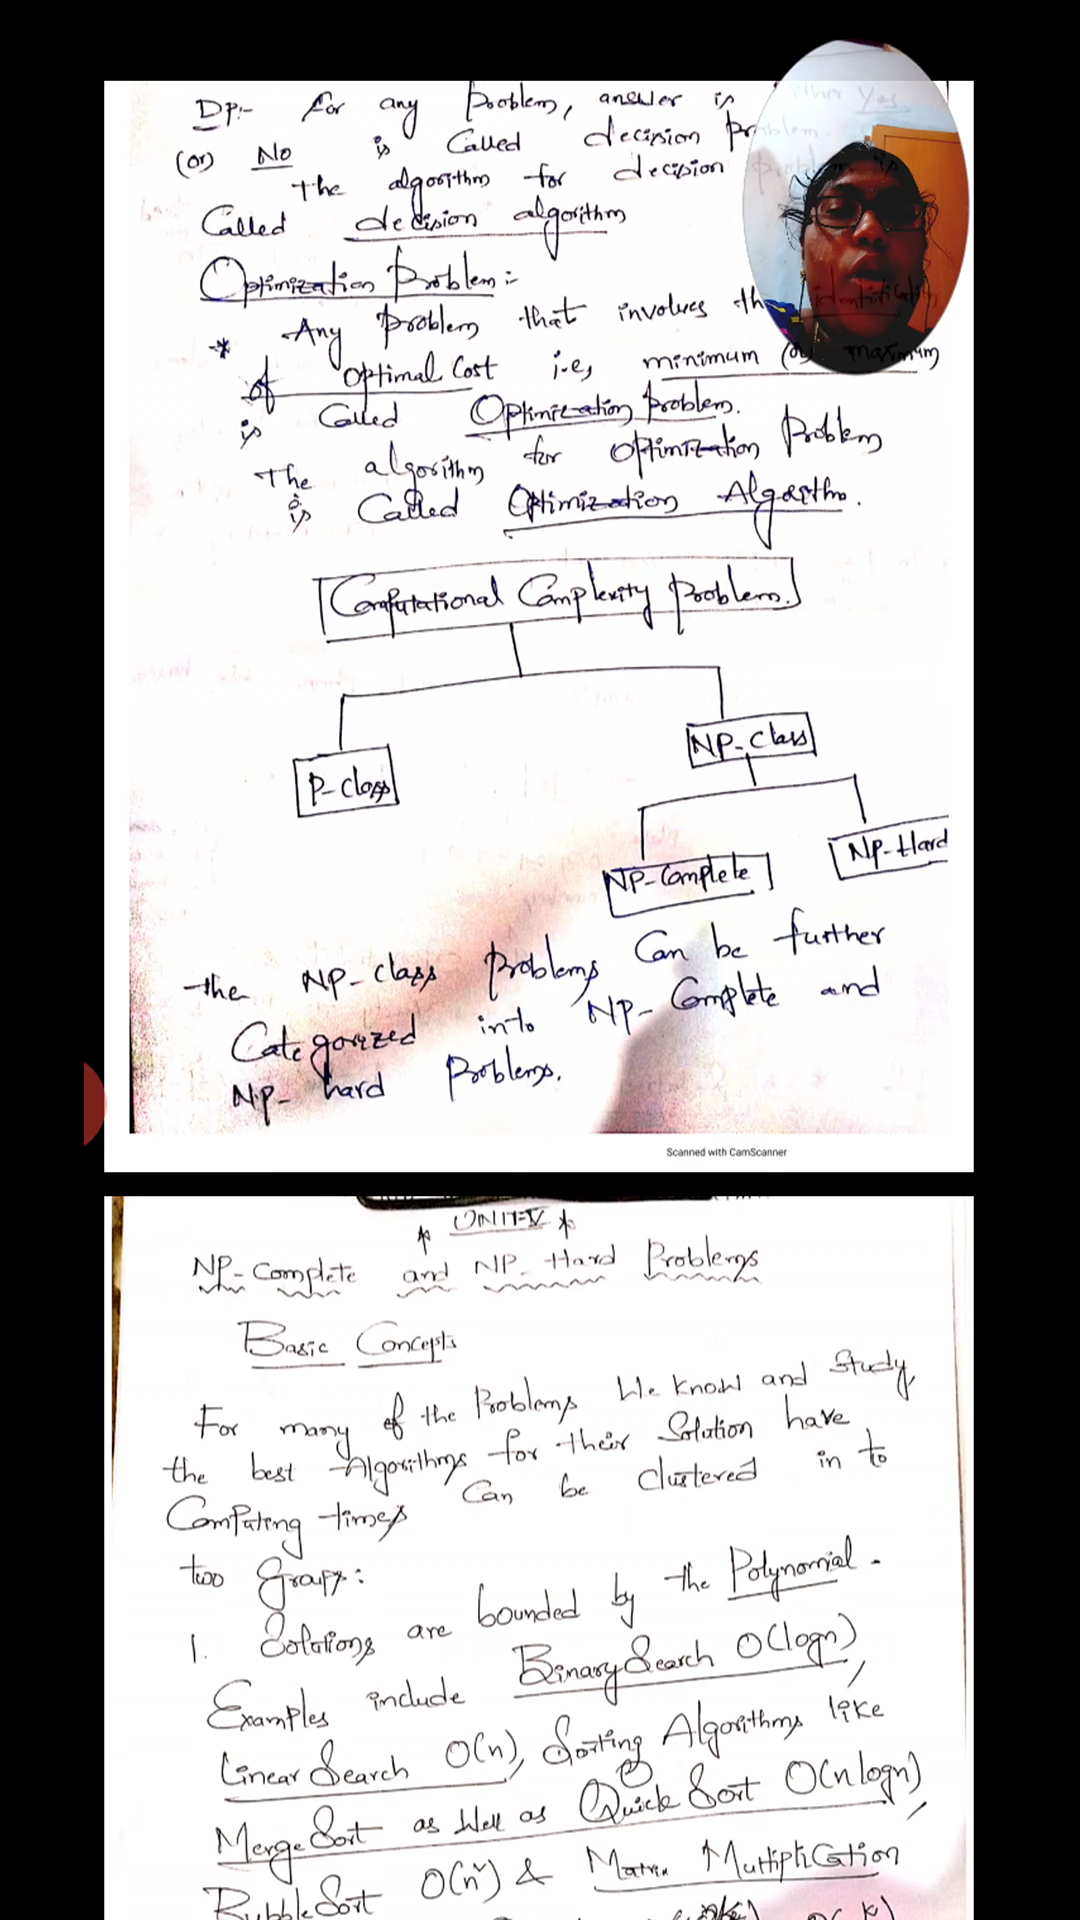 DP:- For any Problem, answer is either Yes
(or) No is Called decision problem.
The algorithm for decision problem is
Called decision algorithm
Optimization Problem:-
* Any Problem that involves the identification
of optimal cost i.e, minimum (or) maximum
is Called Optimization problem.
The algorithm for optimization Problem
is Called Optimization Algorithm.
Computational Complexity Problem.
P-class
NP-class
NP-Complete
NP-Hard
the NP-class Problems Can be further
Categorized into NP-Complete and
NP-hard Problems.
Scanned with CamScanner
UNIT-V
NP-Complete and NP-Hard Problems
Basic Concepts
For many of the Problems we know and study,
the best Algorithms for their Solution have
Computing times Can be clustered in to
two Groups:
1. Solutions are bounded by the Polynomial.
Examples include Binary Search O(logn),
Linear Search O(n), Sorting Algorithms like
Merge Sort as well as Quick Sort O(n logn),
Bubble Sort O(n²) & Matrix Multiplication